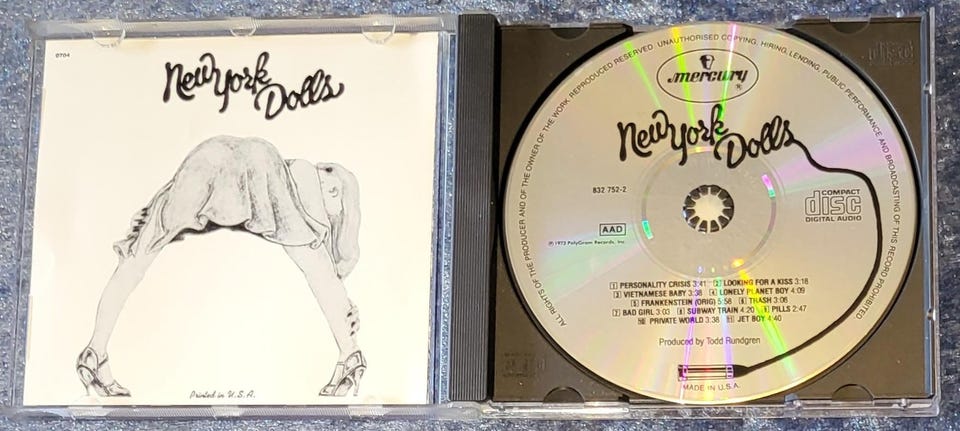 0704
New York
Dolls
Printed in U.S.A.
ALL RIGHTS OF THE PRODUCER AND OF THE OWNER OF THE WORK REPRODUCED RESERVED. UNAUTHORISED COPYING, HIRING, LENDING, PUBLIC PERFORMANCE AND BROADCASTING OF THIS RECORD PROHIBITED
mercury ®
New York
Dolls
832 752-2
COMPACT
disc
DIGITAL AUDIO
AAD
℗ 1973 PolyGram Records, Inc.
1 PERSONALITY CRISIS 3:41 2 LOOKING FOR A KISS 3:18
3 VIETNAMESE BABY 3:38 4 LONELY PLANET BOY 4:09
5 FRANKENSTEIN (ORIG) 5:58 6 TRASH 3:06
7 BAD GIRL 3:03 8 SUBWAY TRAIN 4:20 9 PILLS 2:47
10 PRIVATE WORLD 3:38 11 JET BOY 4:40
Produced by Todd Rundgren
MADE IN U.S.A.
disc